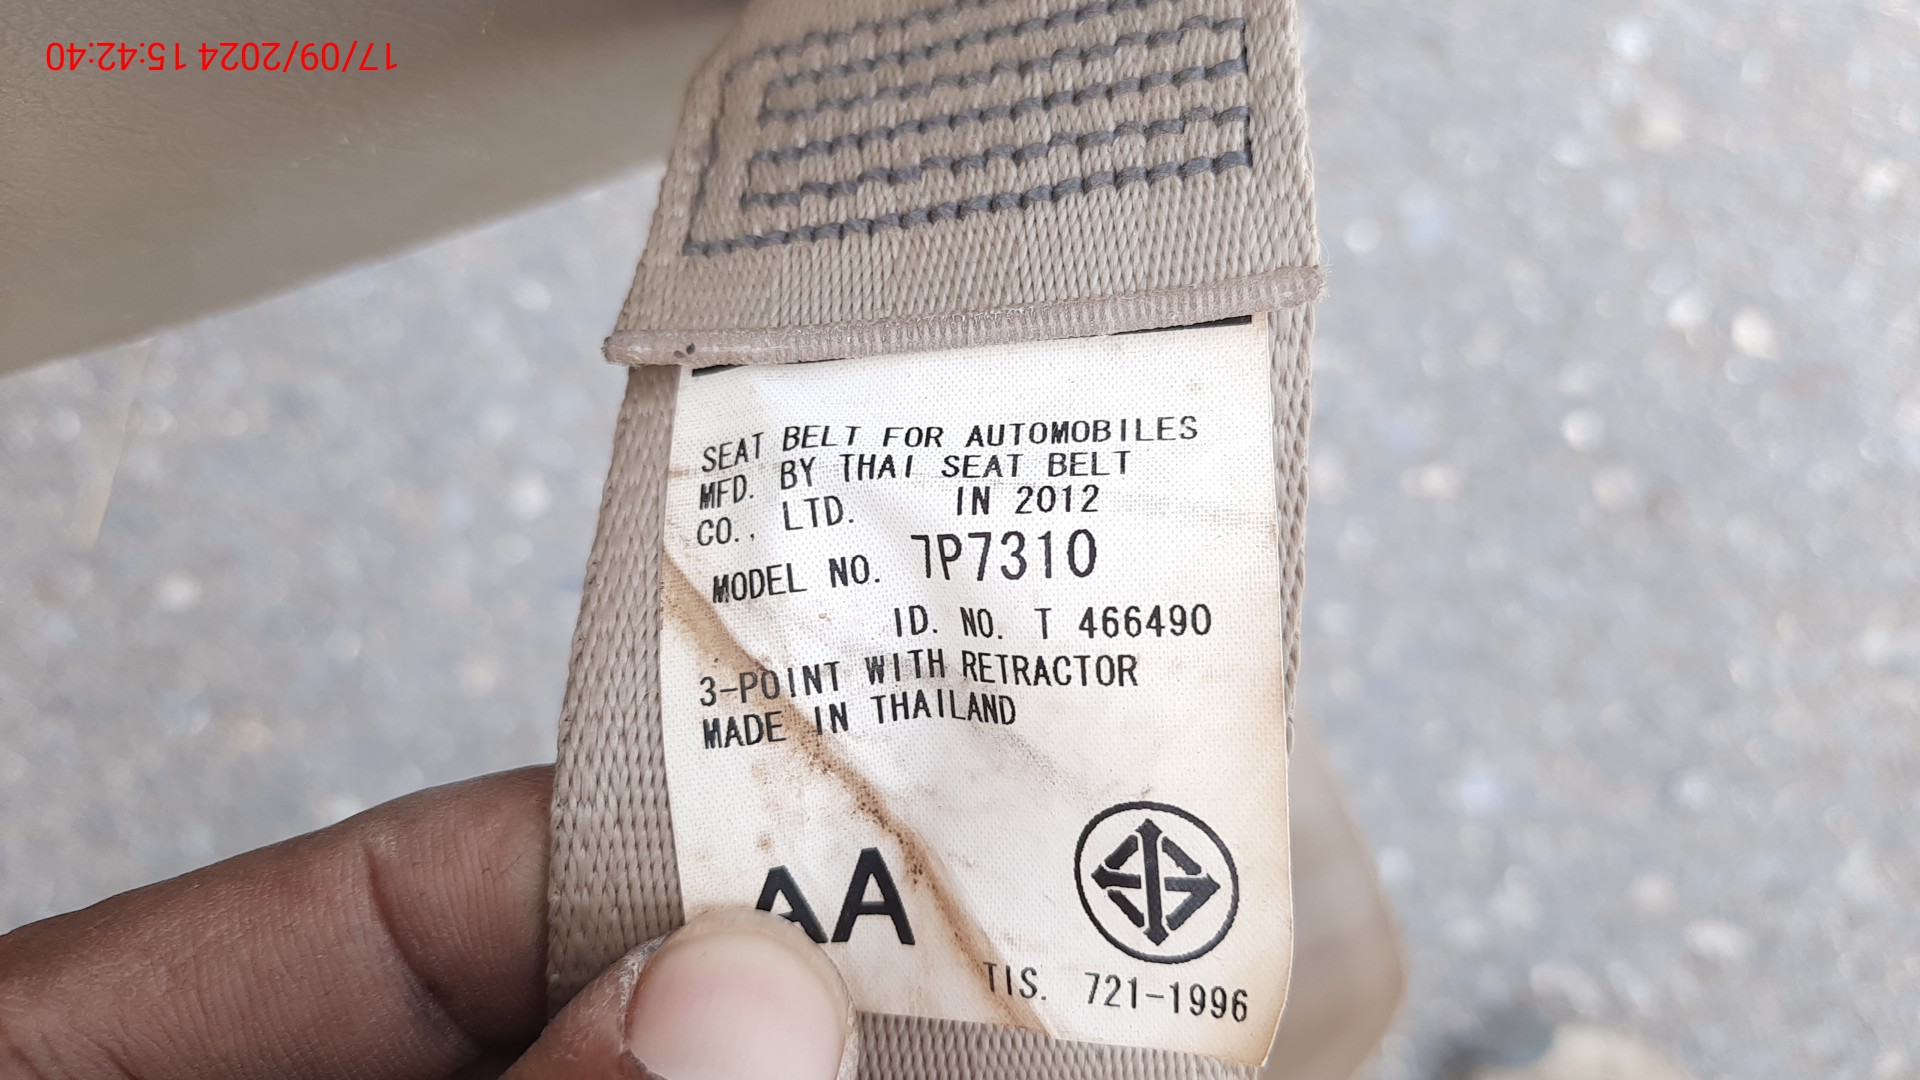 17/09/2024 15:42:40
SEAT BELT FOR AUTOMOBILES
MFD. BY THAI SEAT BELT
CO., LTD. IN 2012
MODEL NO. 7P7310
ID. NO. T 466490
3-POINT WITH RETRACTOR
MADE IN THAILAND
AA
TIS. 721-1996